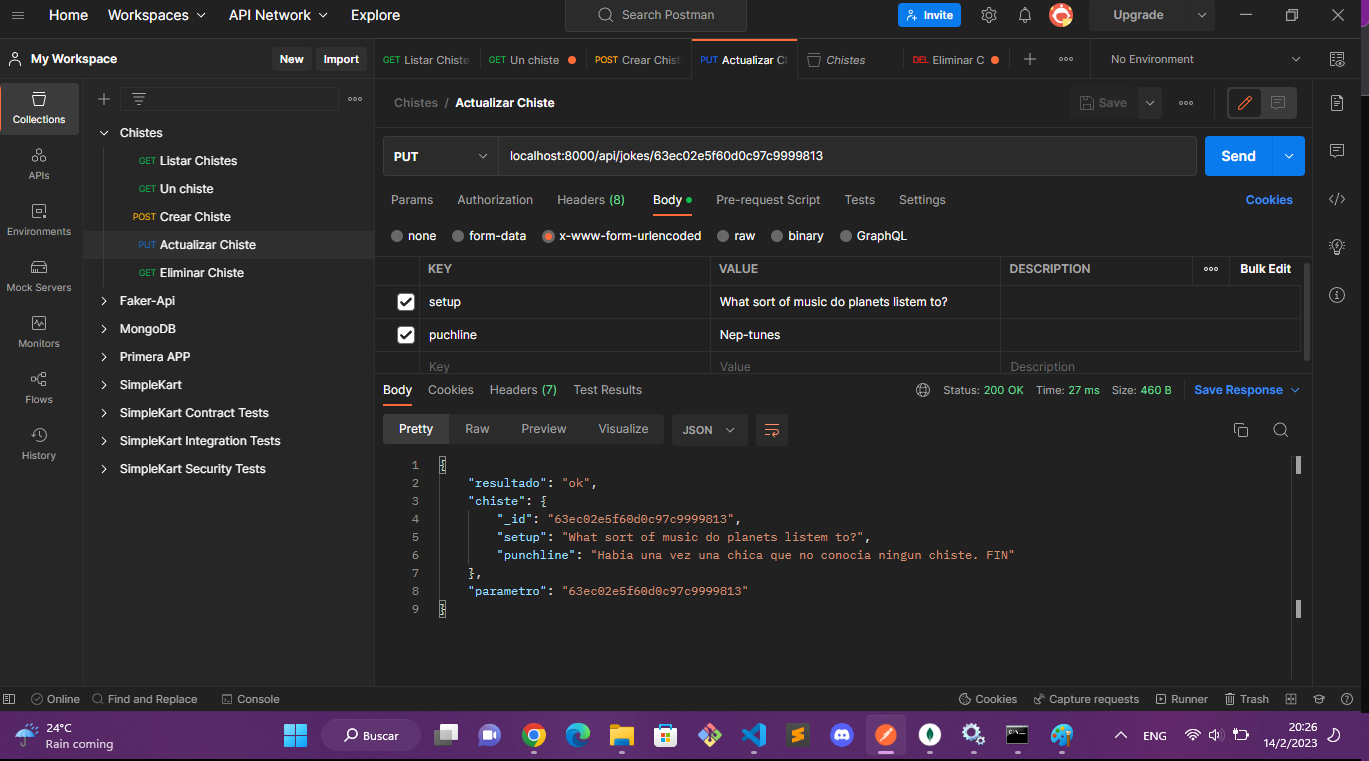 Home Workspaces API Network Explore Search Postman Invite Upgrade
My Workspace New Import
GET Listar Chiste GET Un chiste POST Crear Chist PUT Actualizar Cl Chistes DEL Eliminar C No Environment
Collections
APIs
Environments
Mock Servers
Monitors
Flows
History
Chistes
GET Listar Chistes
GET Un chiste
POST Crear Chiste
PUT Actualizar Chiste
GET Eliminar Chiste
Faker-Api
MongoDB
Primera APP
SimpleKart
SimpleKart Contract Tests
SimpleKart Integration Tests
SimpleKart Security Tests
Chistes / Actualizar Chiste Save
PUT localhost:8000/api/jokes/63ec02e5f60d0c97c9999813 Send
Params Authorization Headers (8) Body Pre-request Script Tests Settings Cookies
none form-data x-www-form-urlencoded raw binary GraphQL
KEY VALUE DESCRIPTION Bulk Edit
setup What sort of music do planets listem to?
puchline Nep-tunes
Key Value Description
Body Cookies Headers (7) Test Results Status: 200 OK Time: 27 ms Size: 460 B Save Response
Pretty Raw Preview Visualize JSON
1 {
2 "resultado": "ok",
3 "chiste": {
4 "_id": "63ec02e5f60d0c97c9999813",
5 "setup": "What sort of music do planets listem to?",
6 "punchline": "Habia una vez una chica que no conocia ningun chiste. FIN"
7 },
8 "parametro": "63ec02e5f60d0c97c9999813"
9 }
Online Find and Replace Console Cookies Capture requests Runner Trash
24°C
Rain coming
Buscar
ENG
20:26
14/2/2023